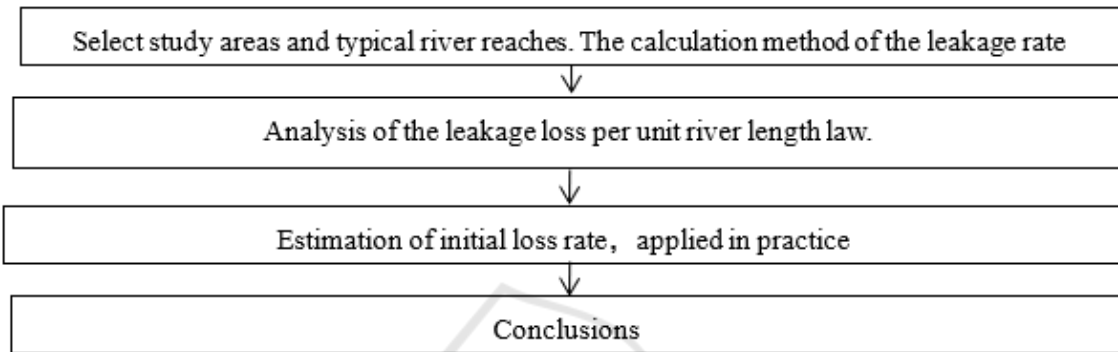 Select study areas and typical river reaches. The calculation method of the leakage rate
Analysis of the leakage loss per unit river length law.
Estimation of initial loss rate，applied in practice
Conclusions